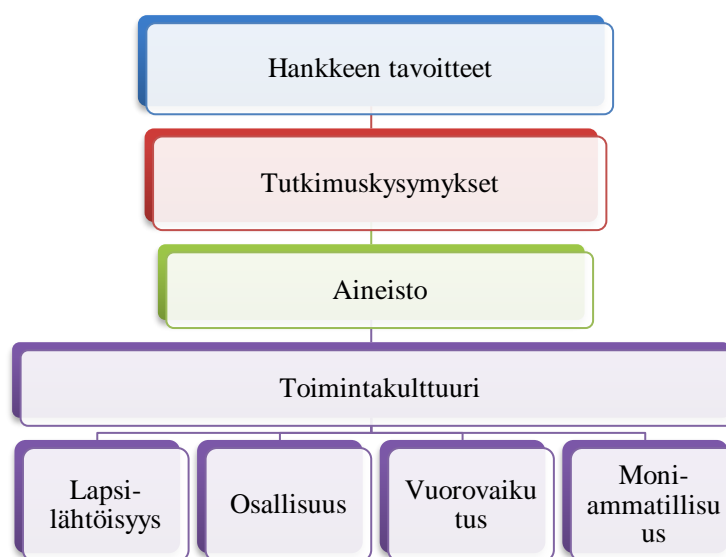 Hankkeen tavoitteet
Tutkimuskysymykset
Aineisto
Toimintakulttuuri
Lapsi-
lähtöisyys
Osallisuus
Vuorovaiku
tus
Moni-
ammatillisu
us